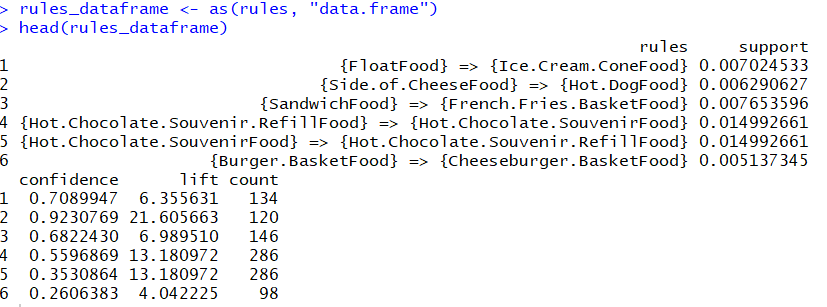 > rules_dataframe <- as(rules, "data.frame")
> head(rules_dataframe)
rules support
1 {FloatFood} => {Ice.Cream.ConeFood} 0.007024533
2 {Side.of.CheeseFood} => {Hot.DogFood} 0.006290627
3 {SandwichFood} => {French.Fries.BasketFood} 0.007653596
4 {Hot.Chocolate.Souvenir.RefillFood} => {Hot.Chocolate.SouvenirFood} 0.014992661
5 {Hot.Chocolate.SouvenirFood} => {Hot.Chocolate.Souvenir.RefillFood} 0.014992661
6 {Burger.BasketFood} => {Cheeseburger.BasketFood} 0.005137345
confidence lift count
1 0.7089947 6.355631 134
2 0.9230769 21.605663 120
3 0.6822430 6.989510 146
4 0.5596869 13.180972 286
5 0.3530864 13.180972 286
6 0.2606383 4.042225 98